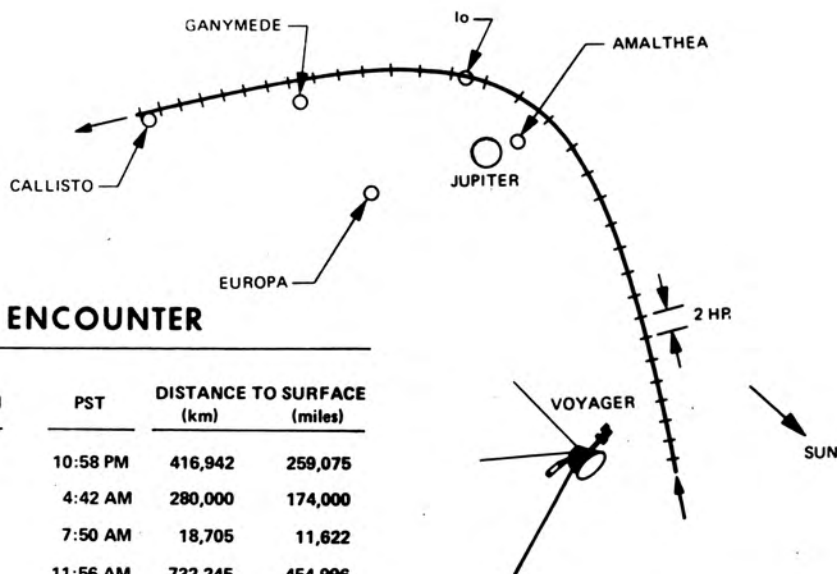 GANYMEDE
Io
AMALTHEA
CALLISTO
JUPITER
EUROPA
ENCOUNTER
2 HR.
PST
DISTANCE TO SURFACE
(km) (miles)
VOYAGER
SUN
10:58 PM 416,942 259,075
4:42 AM 280,000 174,000
7:50 AM 18,705 11,622